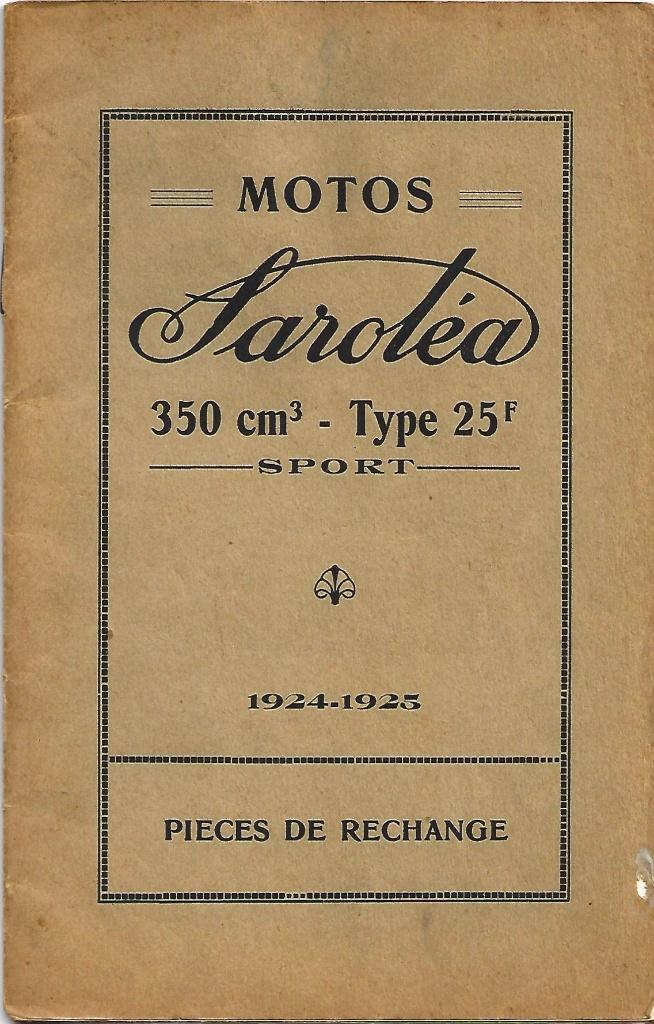 MOTOS
Saroléa
350 cm³ - Type 25ᶠ
SPORT
1924-1925
PIECES DE RECHANGE